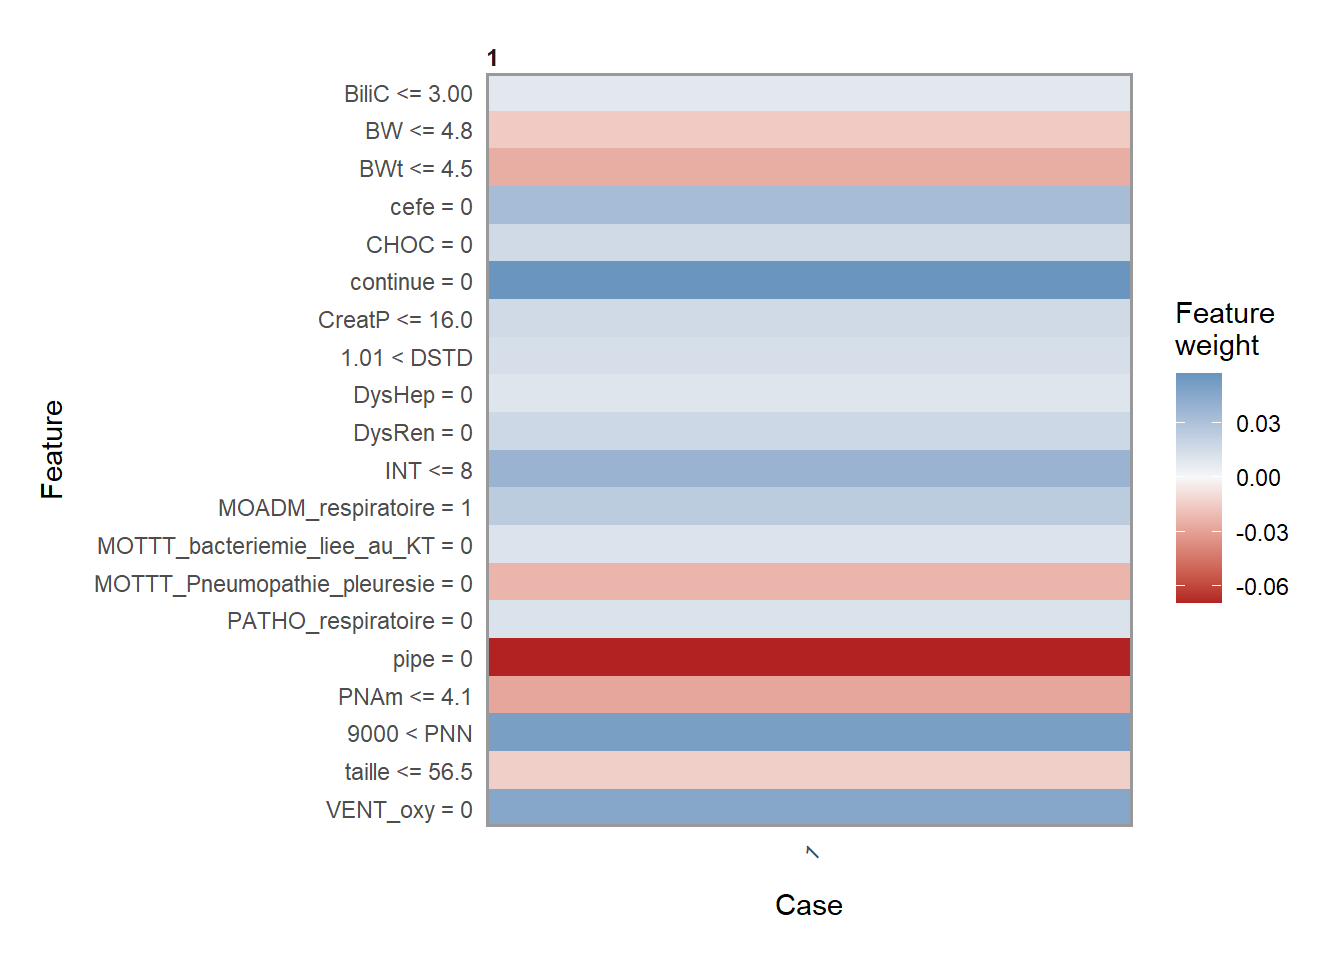 1
BiliC <= 3.00
BW <= 4.8
BWt <= 4.5
cefe = 0
CHOC = 0
continue = 0
CreatP <= 16.0
1.01 < DSTD
DysHep = 0
DysRen = 0
INT <= 8
MOADM_respiratoire = 1
MOTTT_bacteriemie_liee_au_KT = 0
MOTTT_Pneumopathie_pleuresie = 0
PATHO_respiratoire = 0
pipe = 0
PNAm <= 4.1
9000 < PNN
taille <= 56.5
VENT_oxy = 0
Feature
1
Case
Feature
weight
0.03
0.00
-0.03
-0.06